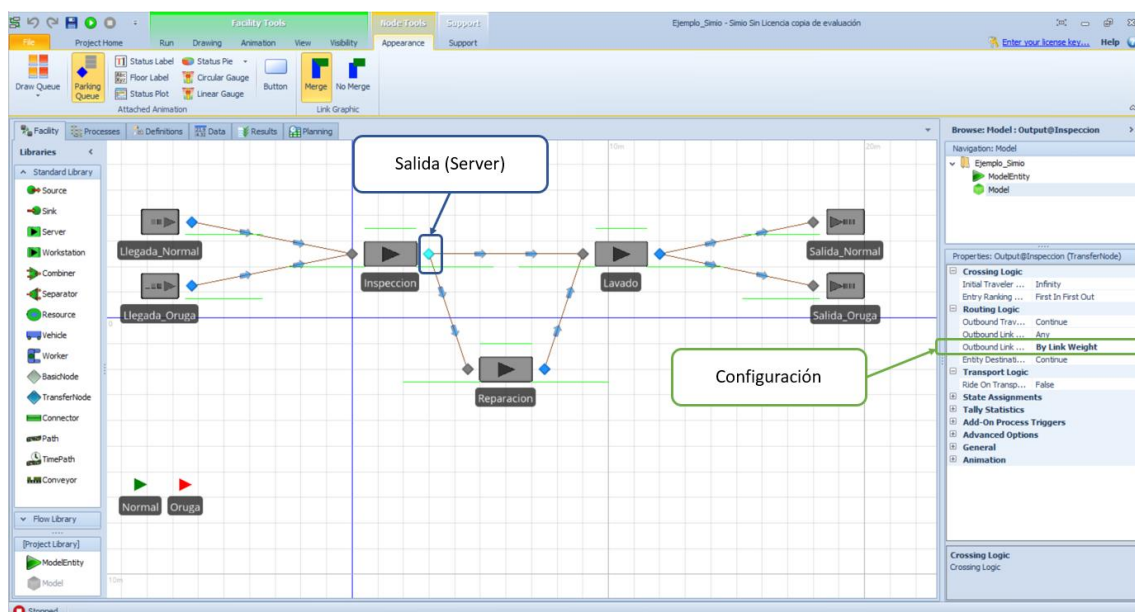 Facility Tools
Node Tools
Support
Ejemplo_Simio - Simio Sin Licencia copia de evaluación
File
Project Home
Run
Drawing
Animation
View
Visibility
Appearance
Support
Enter your license key...
Help
Draw Queue
Parking Queue
Status Label
Floor Label
Status Plot
Status Pie
Circular Gauge
Linear Gauge
Button
Merge
No Merge
Attached Animation
Link Graphic
Facility
Processes
Definitions
Data
Results
Planning
Libraries
Standard Library
Source
Sink
Server
Workstation
Combiner
Separator
Resource
Vehicle
Worker
BasicNode
TransferNode
Connector
Path
TimePath
Conveyor
Flow Library
[Project Library]
ModelEntity
Model
10m
20m
Salida (Server)
Llegada_Normal
Inspeccion
Lavado
Salida_Normal
Llegada_Oruga
Salida_Oruga
0
Reparacion
Configuración
Normal
Oruga
10m
Browse: Model : Output@Inspeccion
Navigation: Model
Ejemplo_Simio
ModelEntity
Model
Properties: Output@Inspeccion (TransferNode)
Crossing Logic
Initial Traveler ... Infinity
Entry Ranking ... First In First Out
Routing Logic
Outbound Trav... Continue
Outbound Link ... Any
Outbound Link ... By Link Weight
Entity Destinati... Continue
Transport Logic
Ride On Transp... False
State Assignments
Tally Statistics
Add-On Process Triggers
Advanced Options
General
Animation
Crossing Logic
Crossing Logic
Stopped